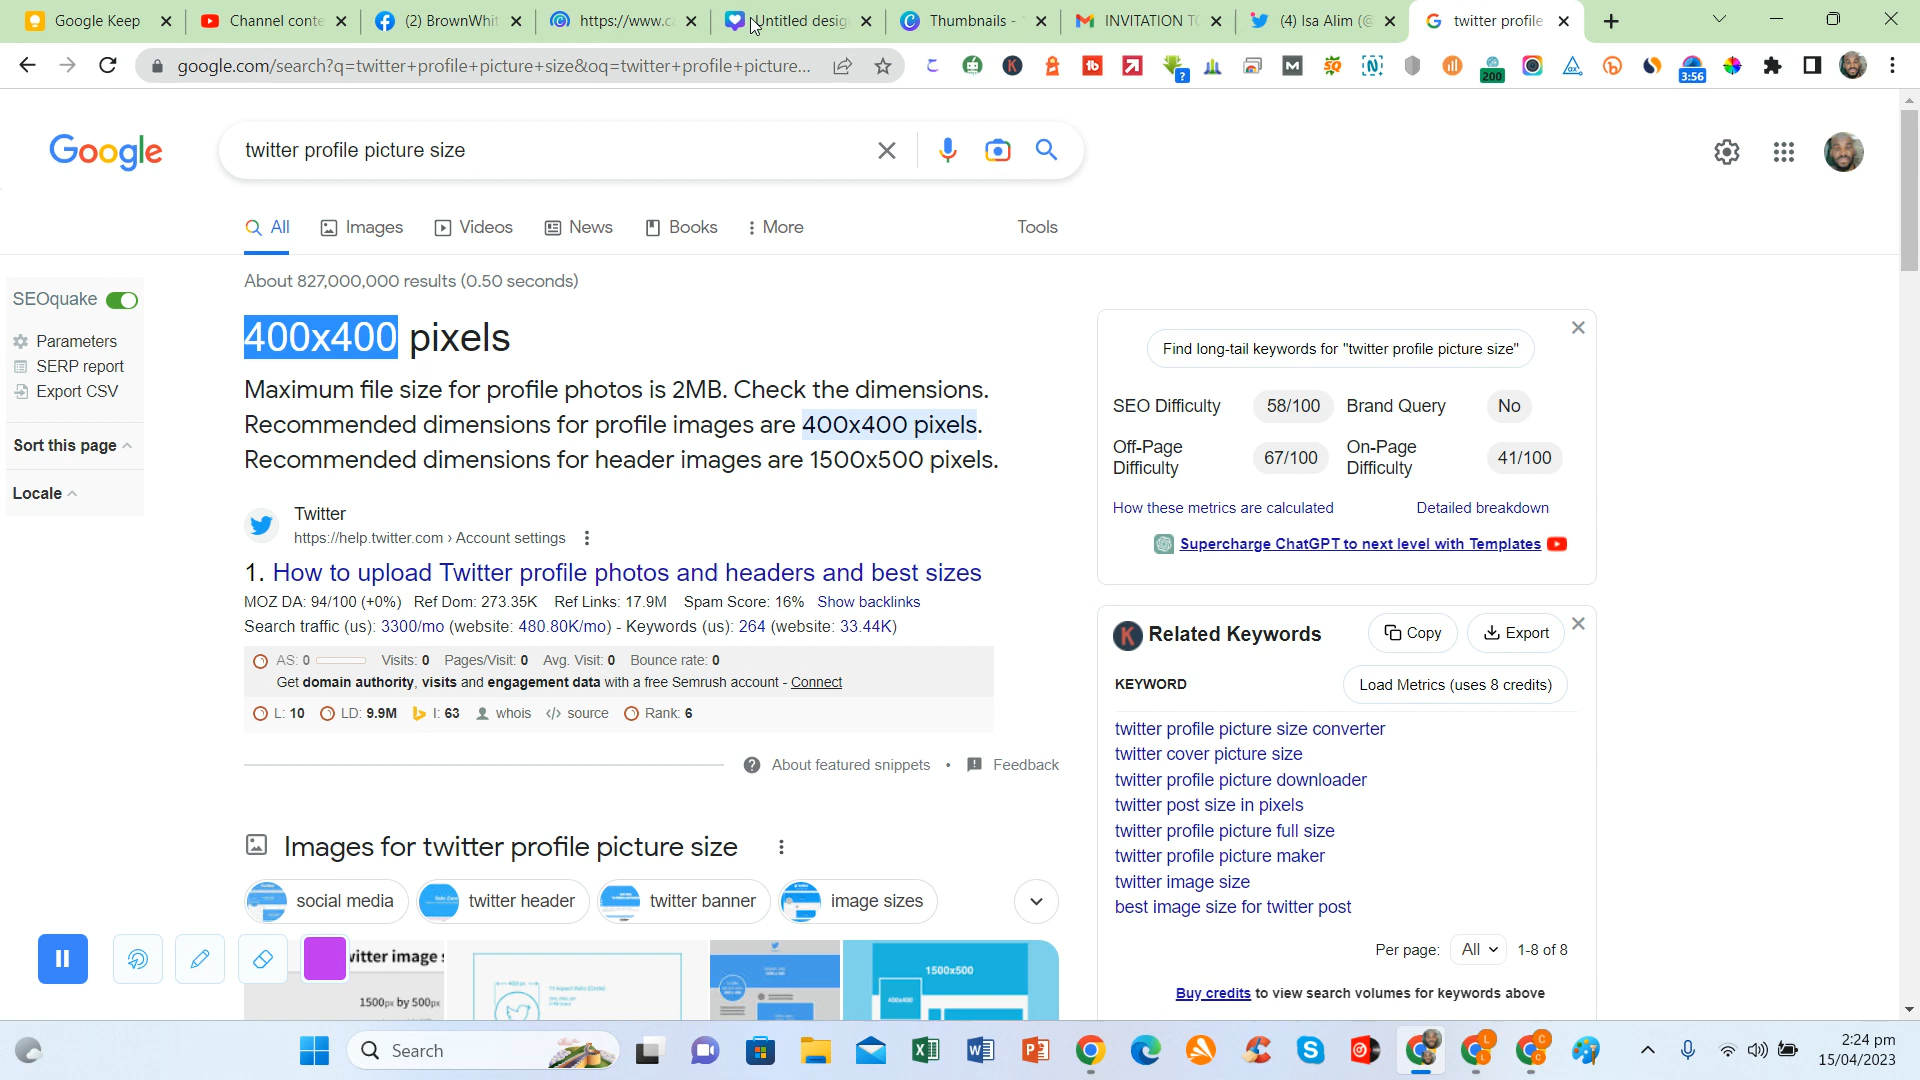 Google Keep
Channel conte
(2) BrownWhit
https://www.c
Untitled desig
Thumbnails -
INVITATION TO
(4) Isa Alim (@
twitter profile
google.com/search?q=twitter+profile+picture+size&oq=twitter+profile+picture...
200
3:56
Google
twitter profile picture size
All
Images
Videos
News
Books
More
Tools
About 827,000,000 results (0.50 seconds)
SEOquake
Parameters
SERP report
Export CSV
Sort this page
Locale
400x400 pixels
Maximum file size for profile photos is 2MB. Check the dimensions.
Recommended dimensions for profile images are 400x400 pixels.
Recommended dimensions for header images are 1500x500 pixels.
Twitter
https://help.twitter.com › Account settings
1. How to upload Twitter profile photos and headers and best sizes
MOZ DA: 94/100 (+0%) Ref Dom: 273.35K Ref Links: 17.9M Spam Score: 16% Show backlinks
Search traffic (us): 3300/mo (website: 480.80K/mo) - Keywords (us): 264 (website: 33.44K)
AS: 0 Visits: 0 Pages/Visit: 0 Avg. Visit: 0 Bounce rate: 0
Get domain authority, visits and engagement data with a free Semrush account - Connect
L: 10 LD: 9.9M I: 63 whois source Rank: 6
About featured snippets • Feedback
Images for twitter profile picture size
social media
twitter header
twitter banner
image sizes
witter image s
1500px by 500px
1500x500
400x400
Find long-tail keywords for "twitter profile picture size"
SEO Difficulty 58/100 Brand Query No
Off-Page Difficulty 67/100 On-Page Difficulty 41/100
How these metrics are calculated
Detailed breakdown
Supercharge ChatGPT to next level with Templates
Related Keywords
Copy
Export
KEYWORD
Load Metrics (uses 8 credits)
twitter profile picture size converter
twitter cover picture size
twitter profile picture downloader
twitter post size in pixels
twitter profile picture full size
twitter profile picture maker
twitter image size
best image size for twitter post
Per page: All 1-8 of 8
Buy credits to view search volumes for keywords above
Search
2:24 pm
15/04/2023